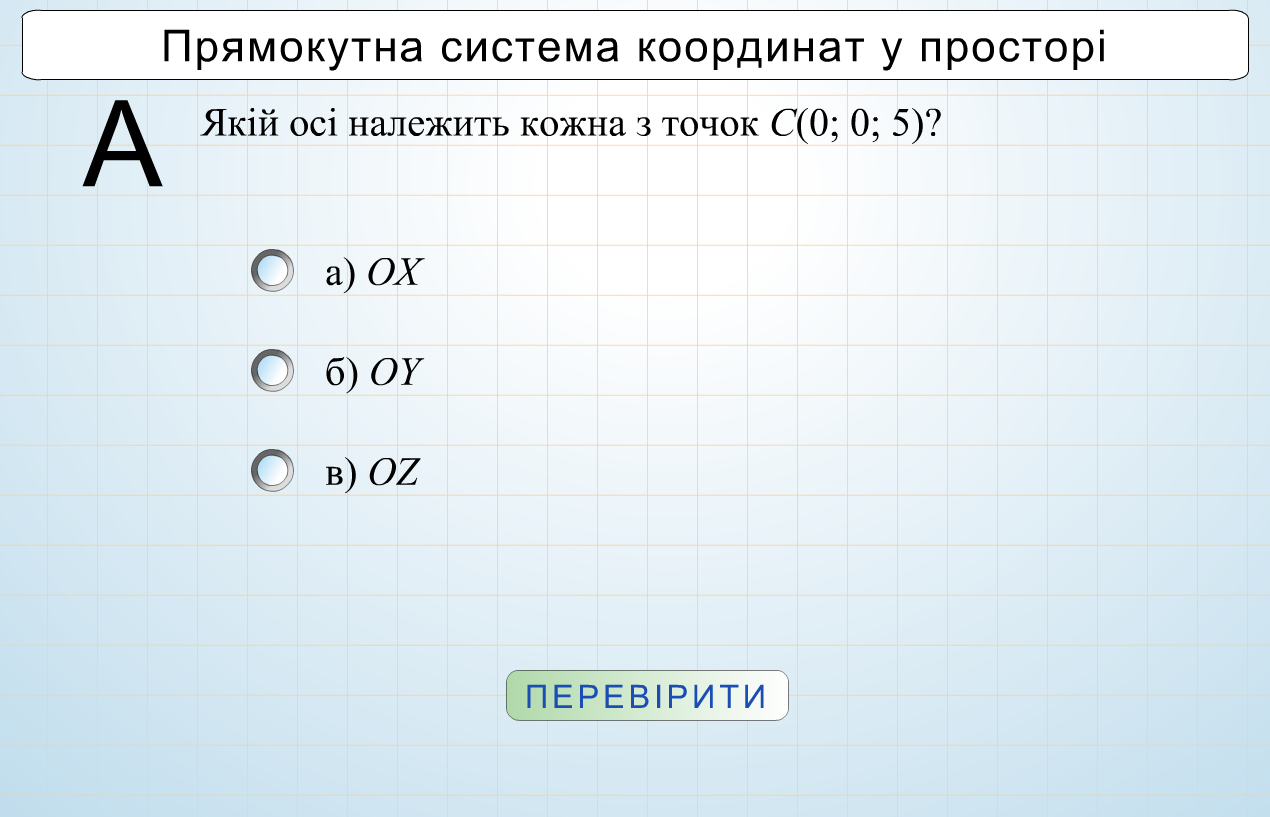 Прямокутна система координат у просторі
А
Якій осі належить кожна з точок C(0; 0; 5)?
а) OX
б) OY
в) OZ
ПЕРЕВІРИТИ